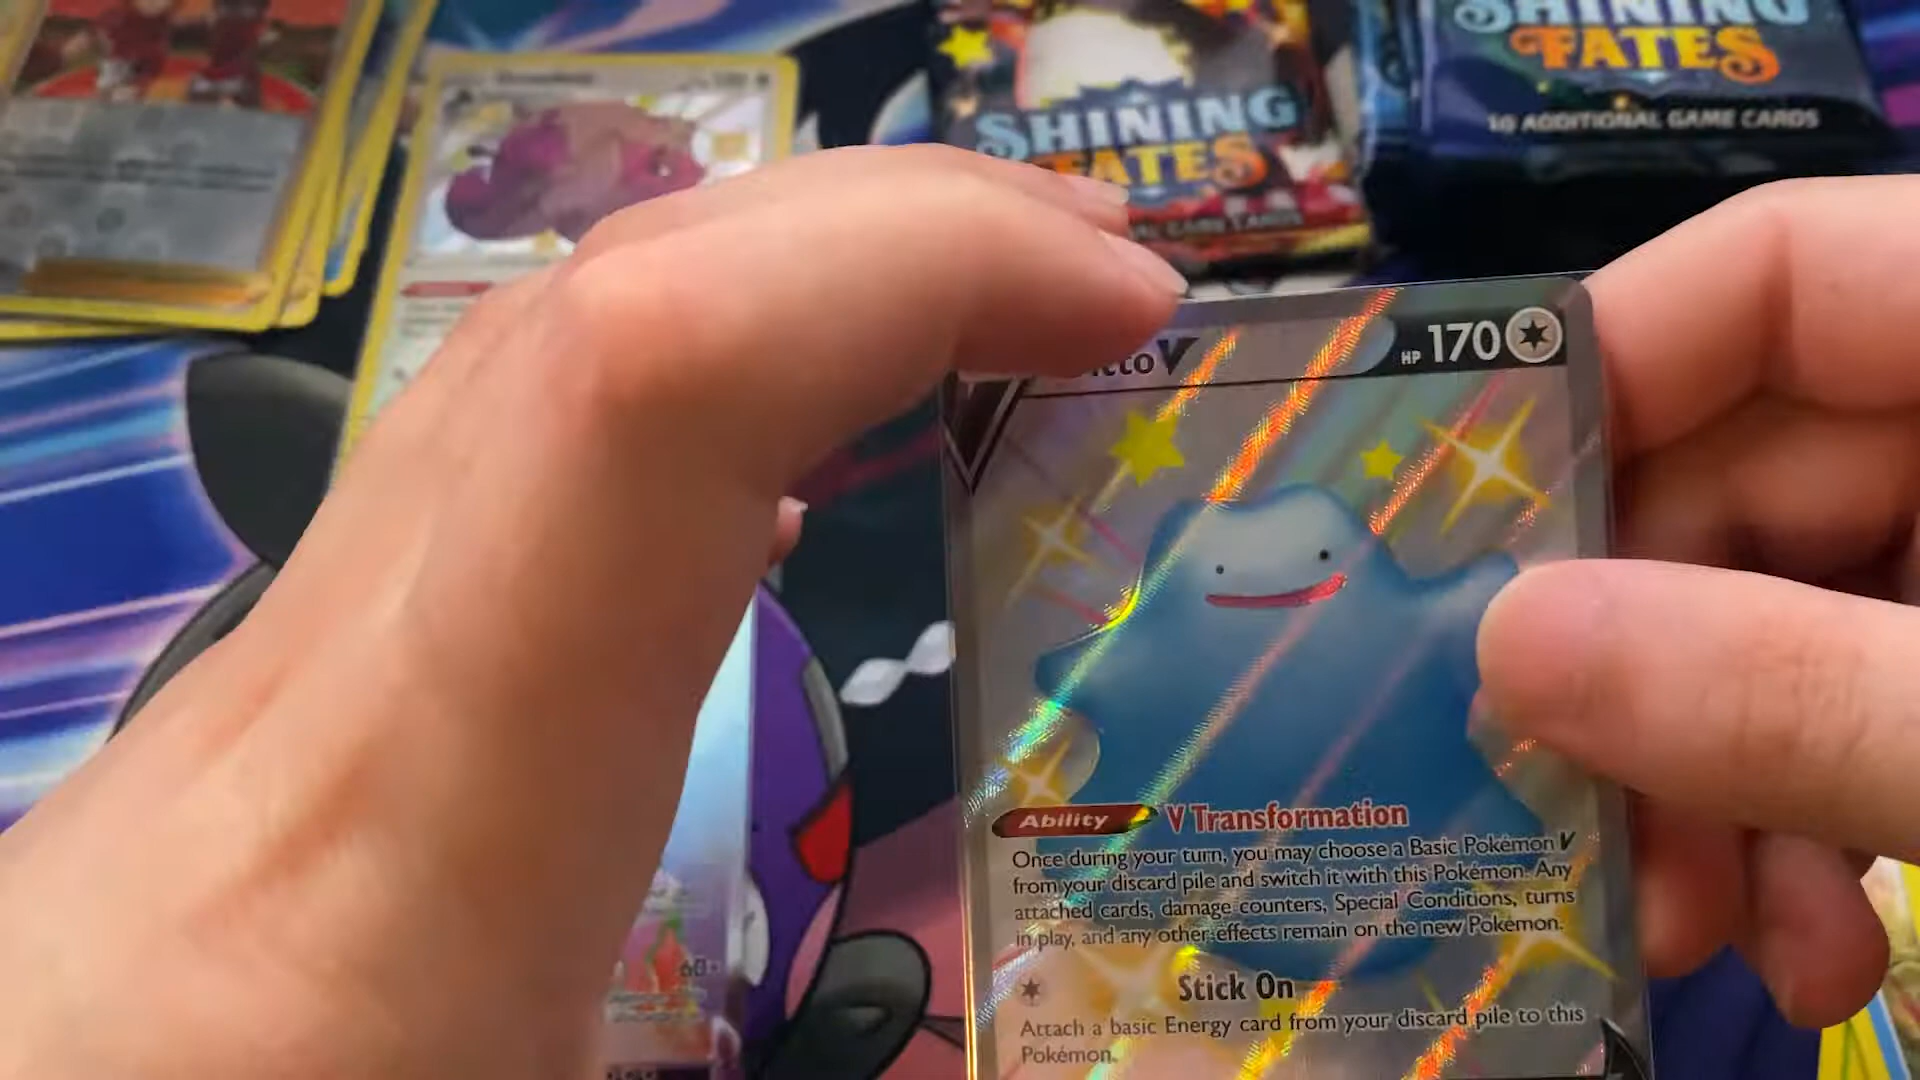 SHINING
FATES
10 ADDITIONAL GAME CARDS
SHINING
FATES
GAME CARDS
V
HP 170
Ability V Transformation
Once during your turn, you may choose a Basic Pokémon V
from your discard pile and switch it with this Pokémon. Any
attached cards, damage counters, Special Conditions, turns
in play, and any other effects remain on the new Pokémon.
Stick On
Attach a basic Energy card from your discard pile to this
Pokémon.
60+